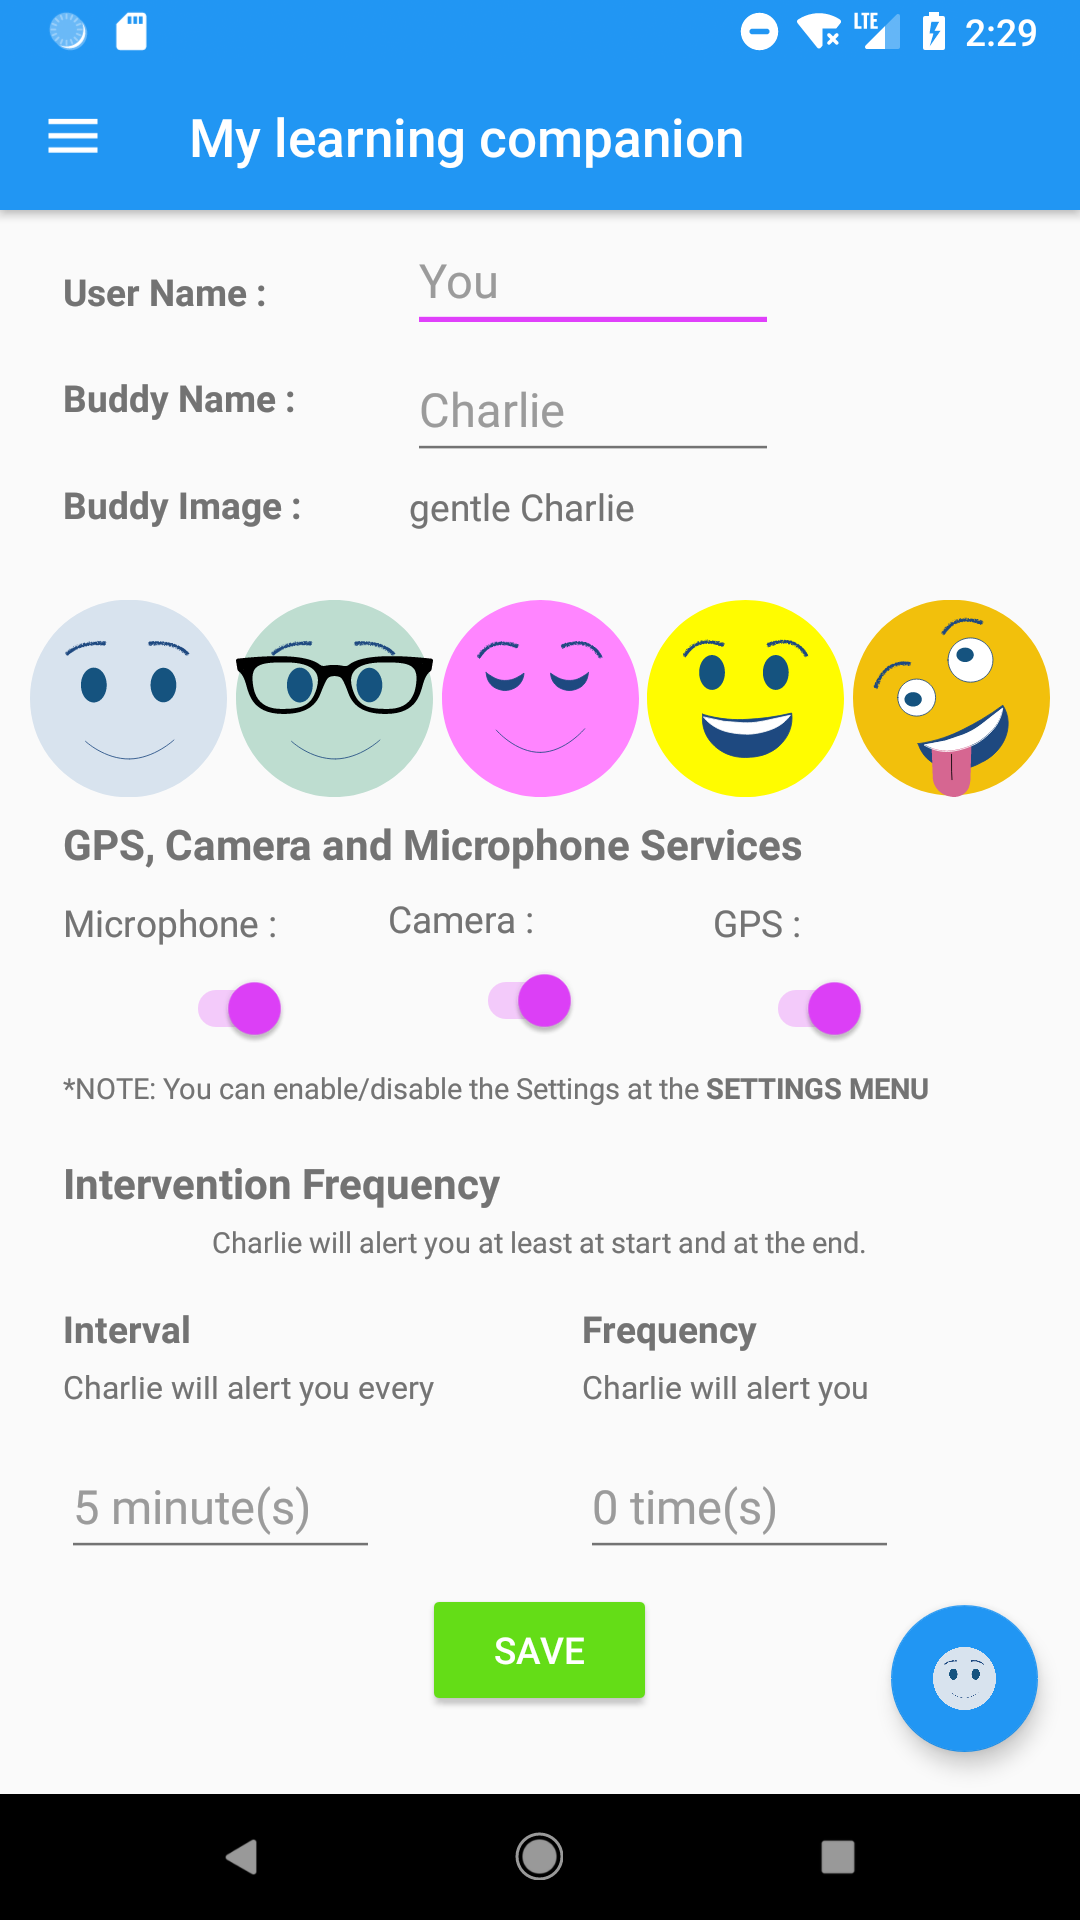 LTE 2:29
My learning companion
User Name : You
Buddy Name : Charlie
Buddy Image : gentle Charlie
GPS, Camera and Microphone Services
Microphone : Camera : GPS :
*NOTE: You can enable/disable the Settings at the SETTINGS MENU
Intervention Frequency
Charlie will alert you at least at start and at the end.
Interval Frequency
Charlie will alert you every Charlie will alert you
5 minute(s) 0 time(s)
SAVE